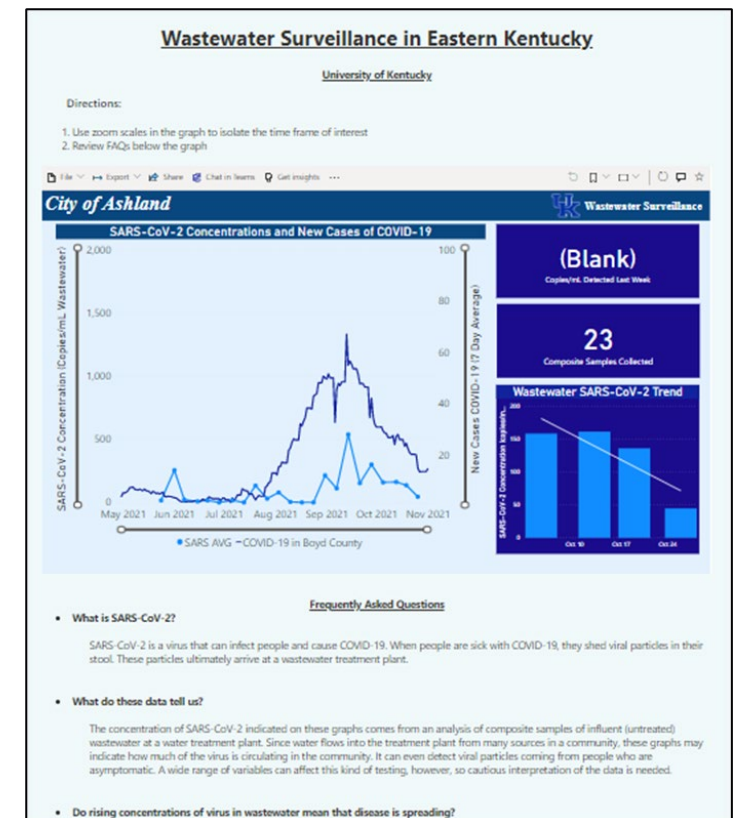 Wastewater Surveillance in Eastern Kentucky
University of Kentucky
Directions:
1. Use zoom scales in the graph to isolate the time frame of interest
2. Review FAQs below the graph
File Export Share Chat in Teams Get insights ...
City of Ashland
UK Wastewater Surveillance
SARS-CoV-2 Concentrations and New Cases of COVID-19
SARS-CoV-2 Concentration (Copies/mL Wastewater)
2,000
1,500
1,000
500
0
100
80
60
40
20
New Cases COVID-19 (7 Day Average)
May 2021 Jun 2021 Jul 2021 Aug 2021 Sep 2021 Oct 2021 Nov 2021
SARS AVG COVID-19 in Boyd County
(Blank)
Copies/mL Detected Last Week
23
Composite Samples Collected
Wastewater SARS-CoV-2 Trend
SARS-CoV-2 Concentration (copies/m...
200
150
100
50
0
Oct 10 Oct 17 Oct 24
Frequently Asked Questions
• What is SARS-CoV-2?
SARS-CoV-2 is a virus that can infect people and cause COVID-19. When people are sick with COVID-19, they shed viral particles in their
stool. These particles ultimately arrive at a wastewater treatment plant.
• What do these data tell us?
The concentration of SARS-CoV-2 indicated on these graphs comes from an analysis of composite samples of influent (untreated)
wastewater at a water treatment plant. Since water flows into the treatment plant from many sources in a community, these graphs may
indicate how much of the virus is circulating in the community. It can even detect viral particles coming from people who are
asymptomatic. A wide range of variables can affect this kind of testing, however, so cautious interpretation of the data is needed.
• Do rising concentrations of virus in wastewater mean that disease is spreading?